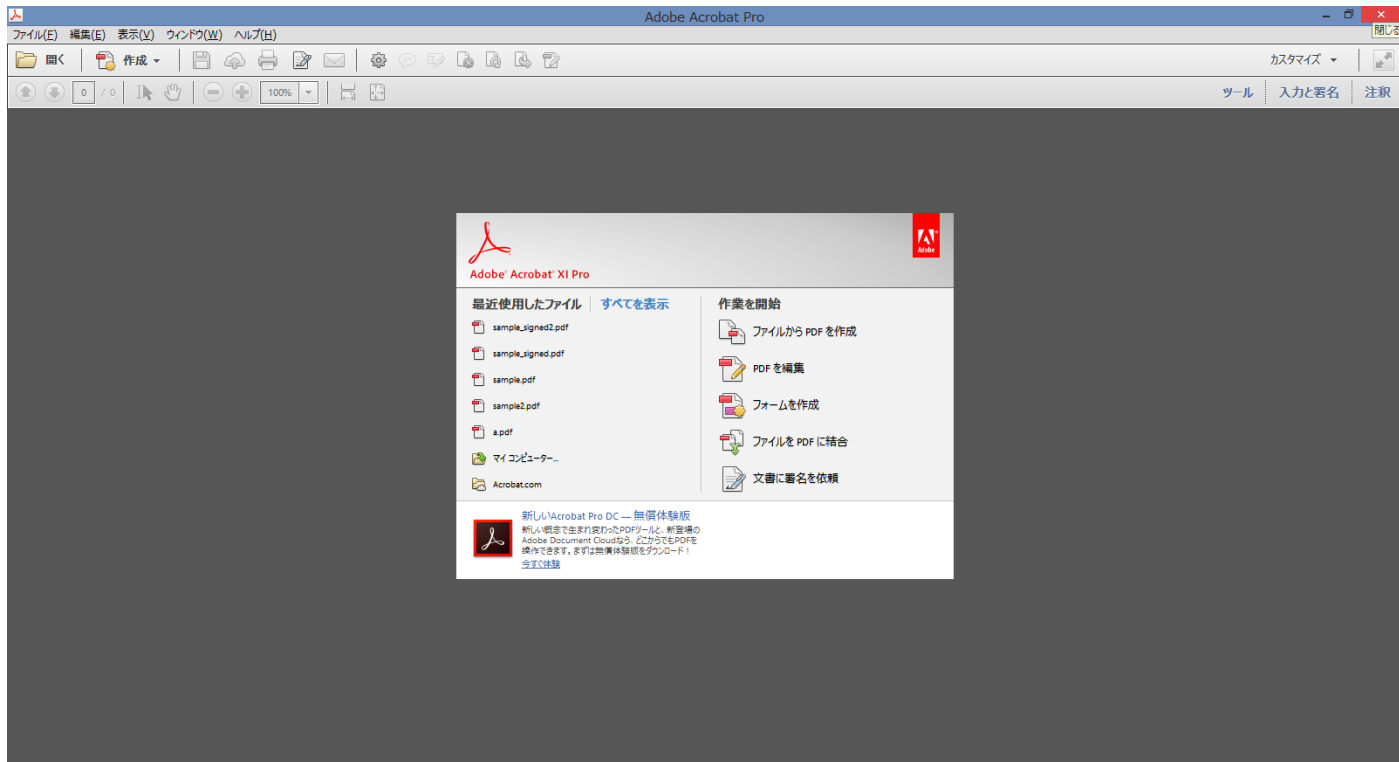 Adobe Acrobat Pro
閉じる
ファイル(F) 編集(E) 表示(V) ウィンドウ(W) ヘルプ(H)
開く 作成 カスタマイズ
0 / 0 100% ツール 入力と署名 注釈
Adobe® Acrobat® XI Pro
Adobe
最近使用したファイル すべてを表示
sample_signed2.pdf
sample_signed.pdf
sample.pdf
sample2.pdf
a.pdf
マイ コンピューター...
Acrobat.com
作業を開始
ファイルから PDF を作成
PDF を編集
フォームを作成
ファイルを PDF に結合
文書に署名を依頼
新しいAcrobat Pro DC — 無償体験版
新しい概念で生まれ変わったPDFツールと、新登場の
Adobe Document Cloudなら、どこからでもPDFを
操作できます。まずは無償体験版をダウンロード！
今すぐ体験